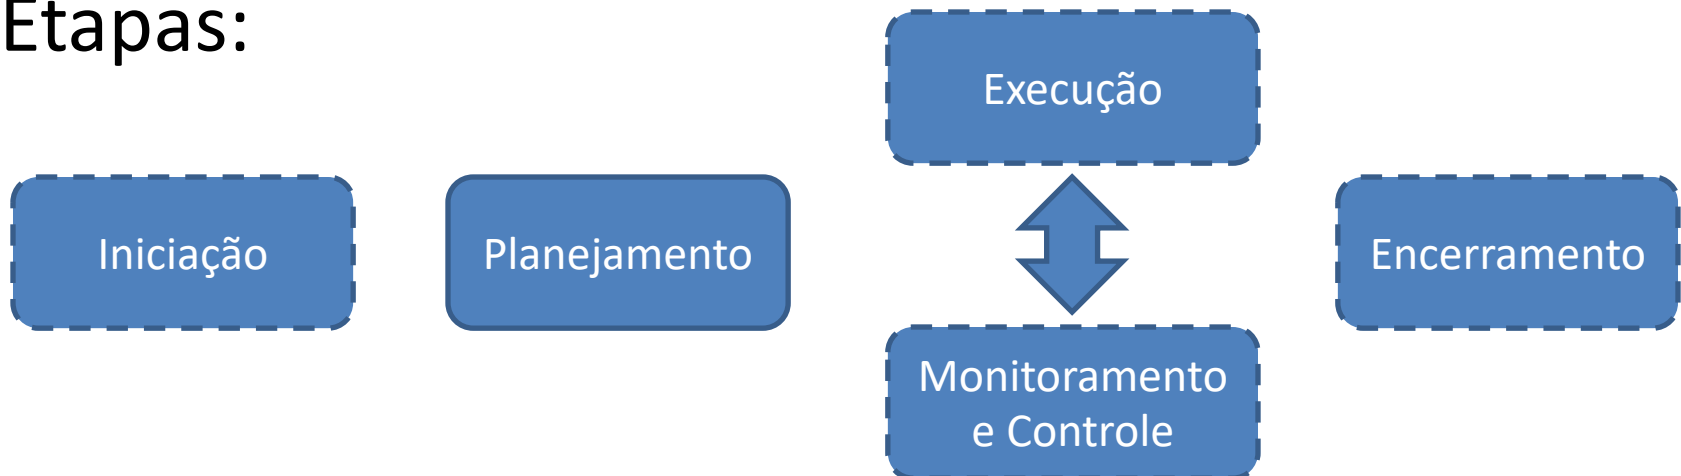 Etapas:
Iniciação
Planejamento
Execução
Monitoramento
e Controle
Encerramento